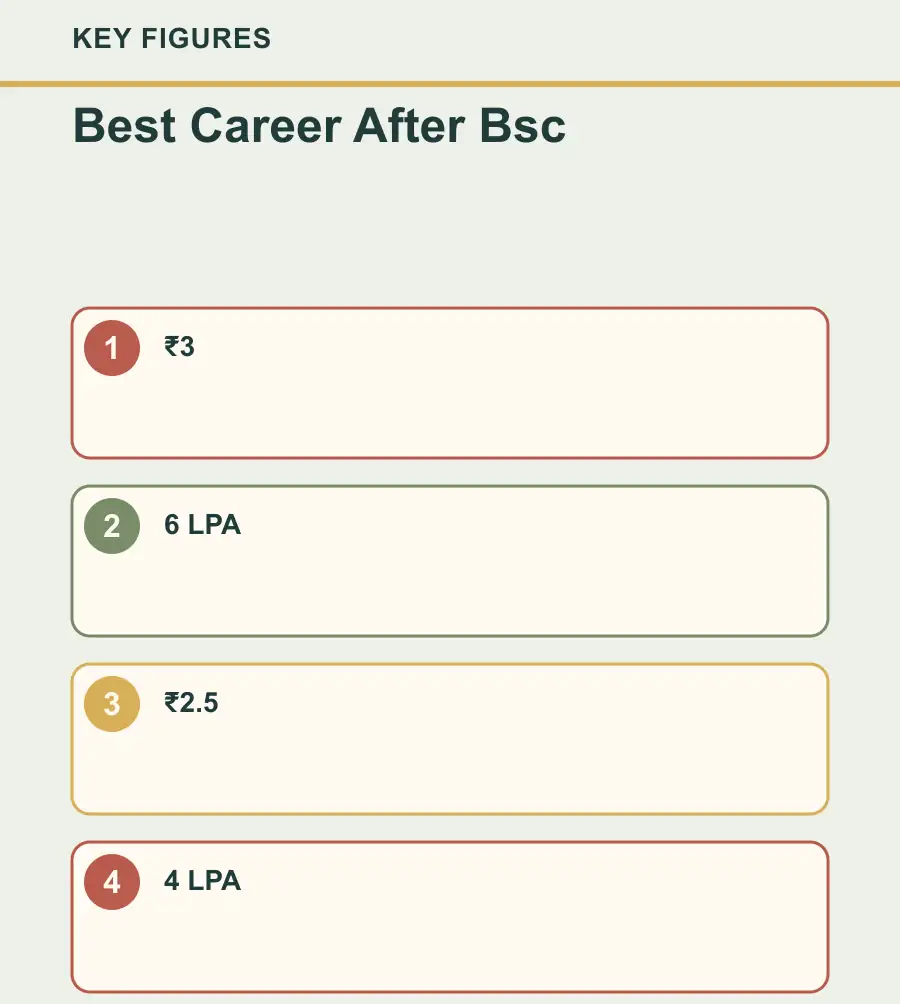 KEY FIGURES
Best Career After Bsc
1 ₹3
2 6 LPA
3 ₹2.5
4 4 LPA